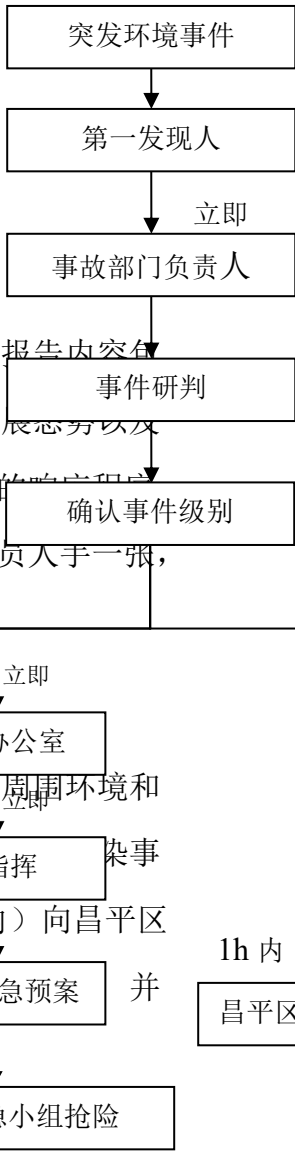 突发环境事件
第一发现人
立即
事故部门负责人
报告内容包
事件研判
展态势以及
的响应程序
确认事件级别
员人手一张，
立即
办公室
周围环境和
立即
指挥
染事
）向昌平区
1h 内
急预案
并
昌平区
小组抢险